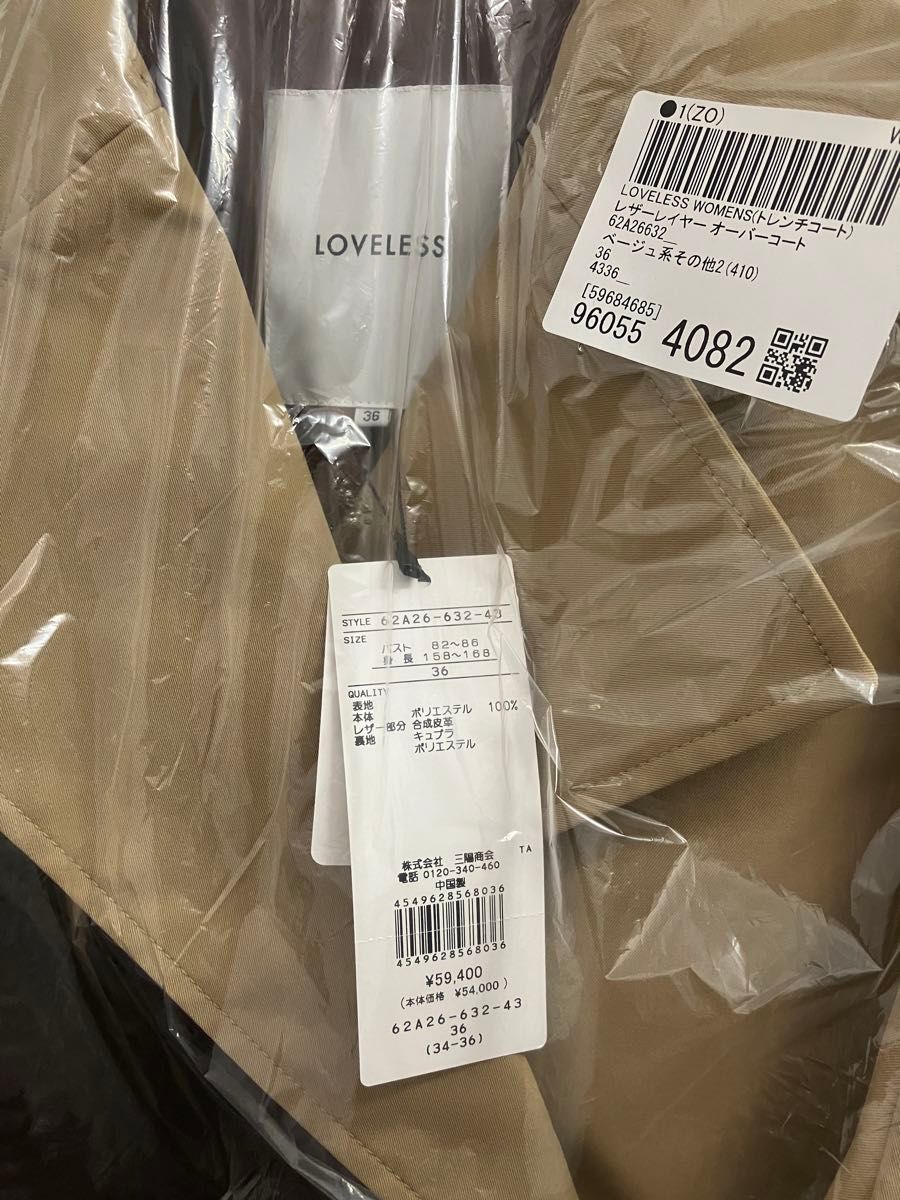 ●1(ZO)
LOVELESS WOMENS(トレンチコート)
レザーレイヤー オーバーコート
62A26632_
ベージュ系その他2(410)
36
4336_
[59684685]
96055 4082
LOVELESS
36
STYLE 62A26-632-43
SIZE
バスト 82〜86
身 長 158〜168
36
QUALITY
表地
本体 ポリエステル 100%
レザー部分 合成皮革
裏地 キュプラ
ポリエステル
株式会社 三陽商会 TA
電話 0120-340-460
中国製
4549628568036
4549628568036
¥59,400
(本体価格 ¥54,000)
62A26-632-43
36
(34-36)